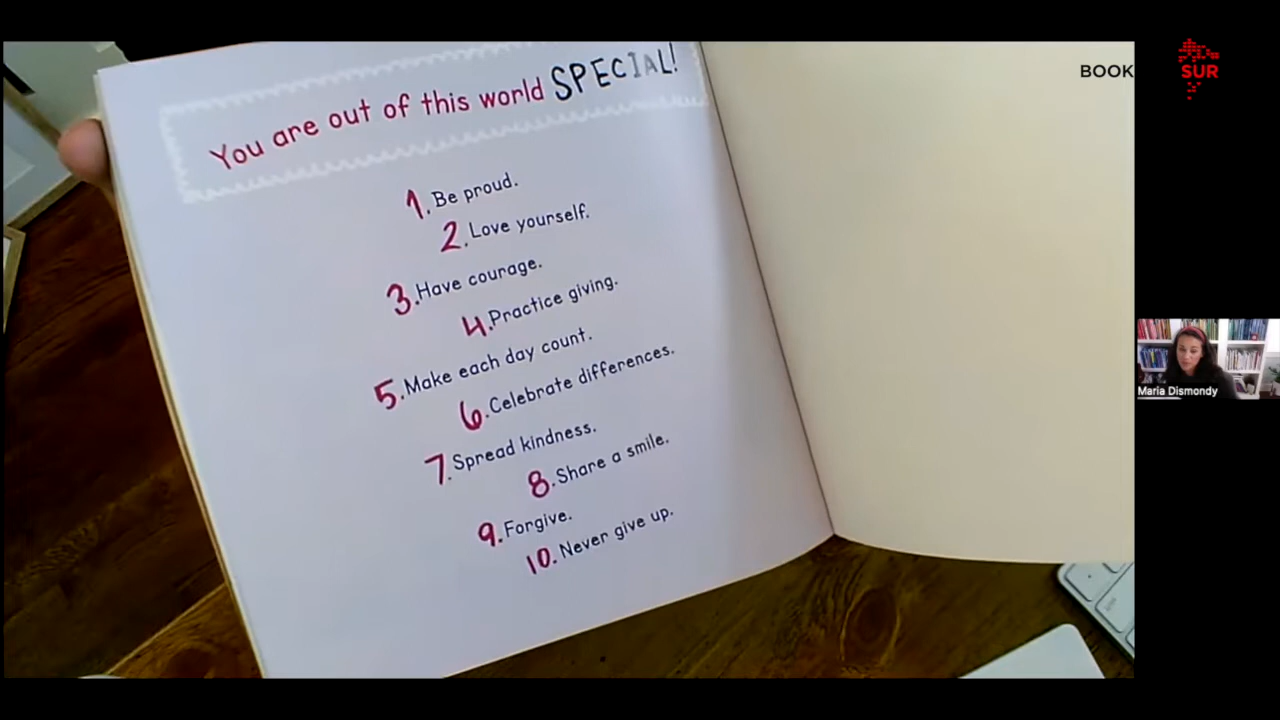 BOOK
SUR
You are out of this world SPECIAL!
1. Be proud.
2. Love yourself.
3. Have courage.
4. Practice giving.
5. Make each day count.
6. Celebrate differences.
7. Spread kindness.
8. Share a smile.
9. Forgive.
10. Never give up.
Maria Dismondy